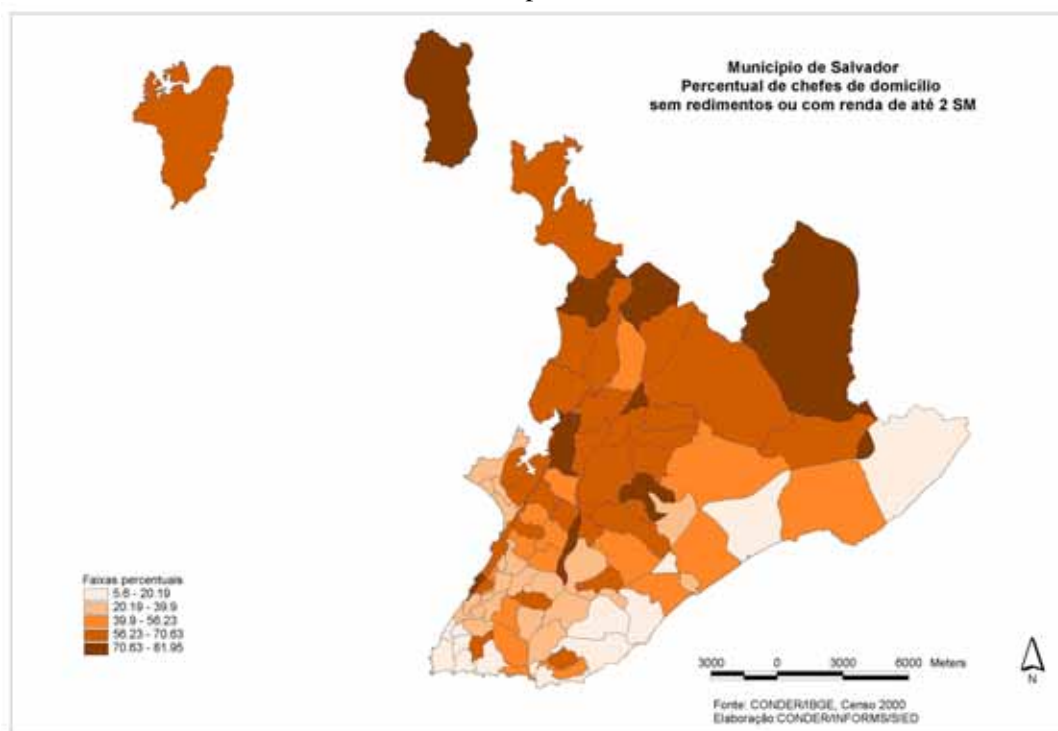 Município de Salvador
Percentual de chefes de domicílio
sem redimentos ou com renda de até 2 SM
Faixas percentuais
5.6 - 20.19
20.19 - 39.9
39.9 - 56.23
56.23 - 70.63
70.63 - 81.95
3000 0 3000 6000 Meters
N
Fonte: CONDER/IBGE, Censo 2000
Elaboração CONDER/INFORMS/SIED